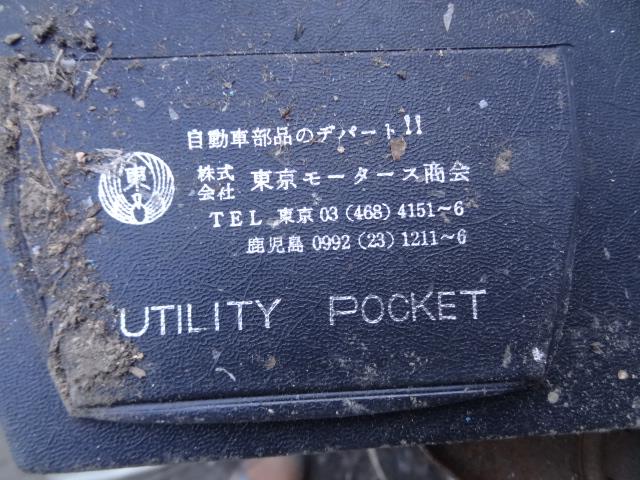 自動車部品のデパート!!
東
株式会社 東京モータース商会
TEL 東京 03 (468) 4151~6
鹿児島 0992 (23) 1211~6
UTILITY POCKET